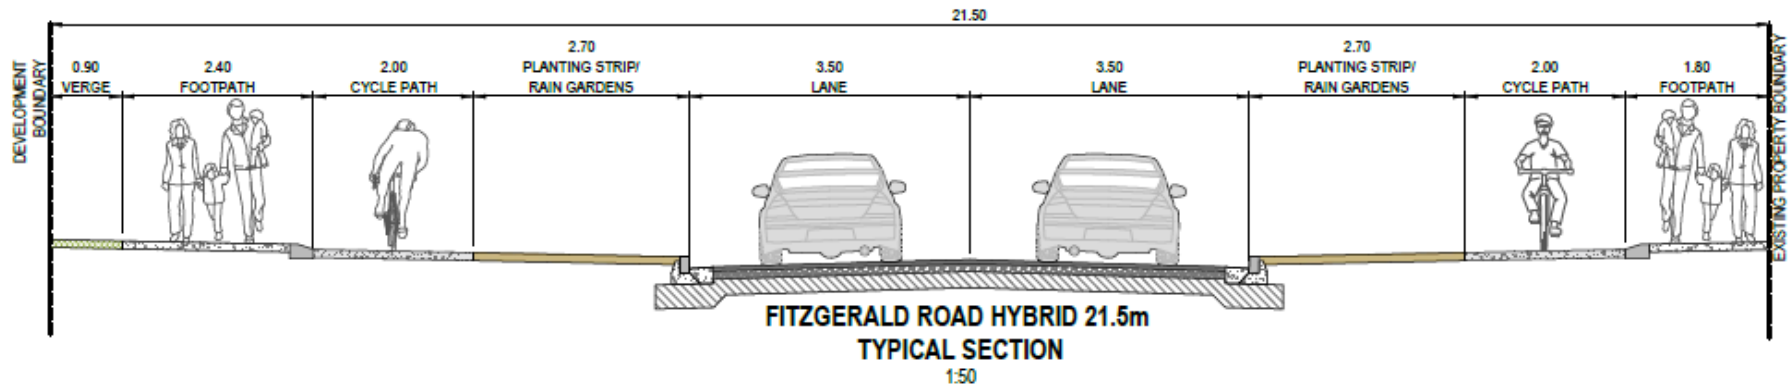 21.50
DEVELOPMENT
BOUNDARY
0.90
VERGE
2.40
FOOTPATH
2.00
CYCLE PATH
2.70
PLANTING STRIP/
RAIN GARDENS
3.50
LANE
3.50
LANE
2.70
PLANTING STRIP/
RAIN GARDENS
2.00
CYCLE PATH
1.80
FOOTPATH
EXISTING PROPERTY BOUNDARY
FITZGERALD ROAD HYBRID 21.5m
TYPICAL SECTION
1:50